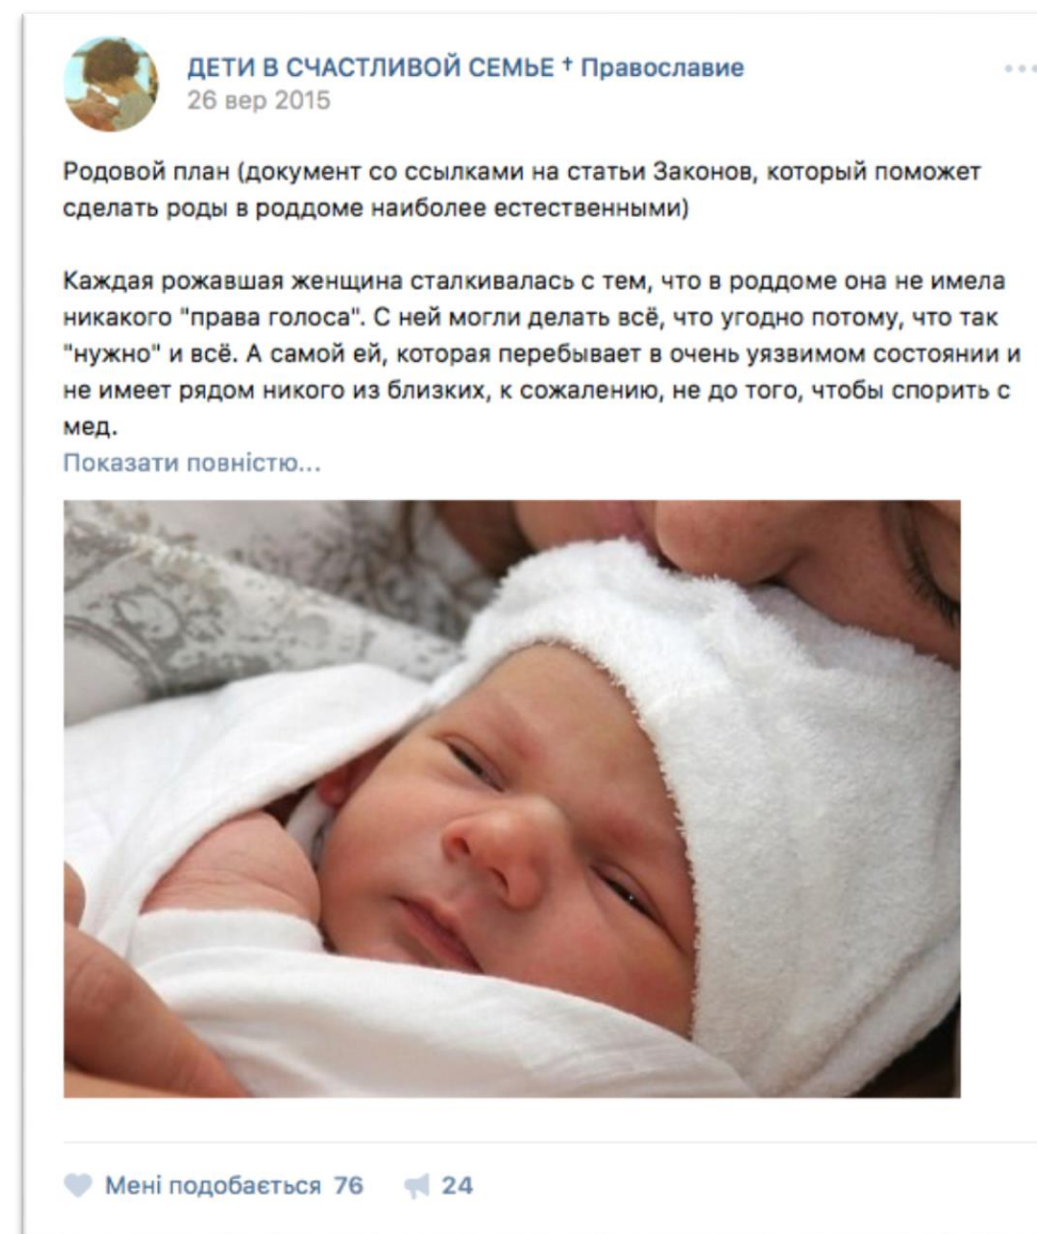 ДЕТИ В СЧАСТЛИВОЙ СЕМЬЕ † Православие
26 вер 2015
Родовой план (документ со ссылками на статьи Законов, который поможет
сделать роды в роддоме наиболее естественными)
Каждая рожавшая женщина сталкивалась с тем, что в роддоме она не имела
никакого "права голоса". С ней могли делать всё, что угодно потому, что так
"нужно" и всё. А самой ей, которая перебывает в очень уязвимом состоянии и
не имеет рядом никого из близких, к сожалению, не до того, чтобы спорить с
мед.
Показати повністю...
Мені подобається 76 24